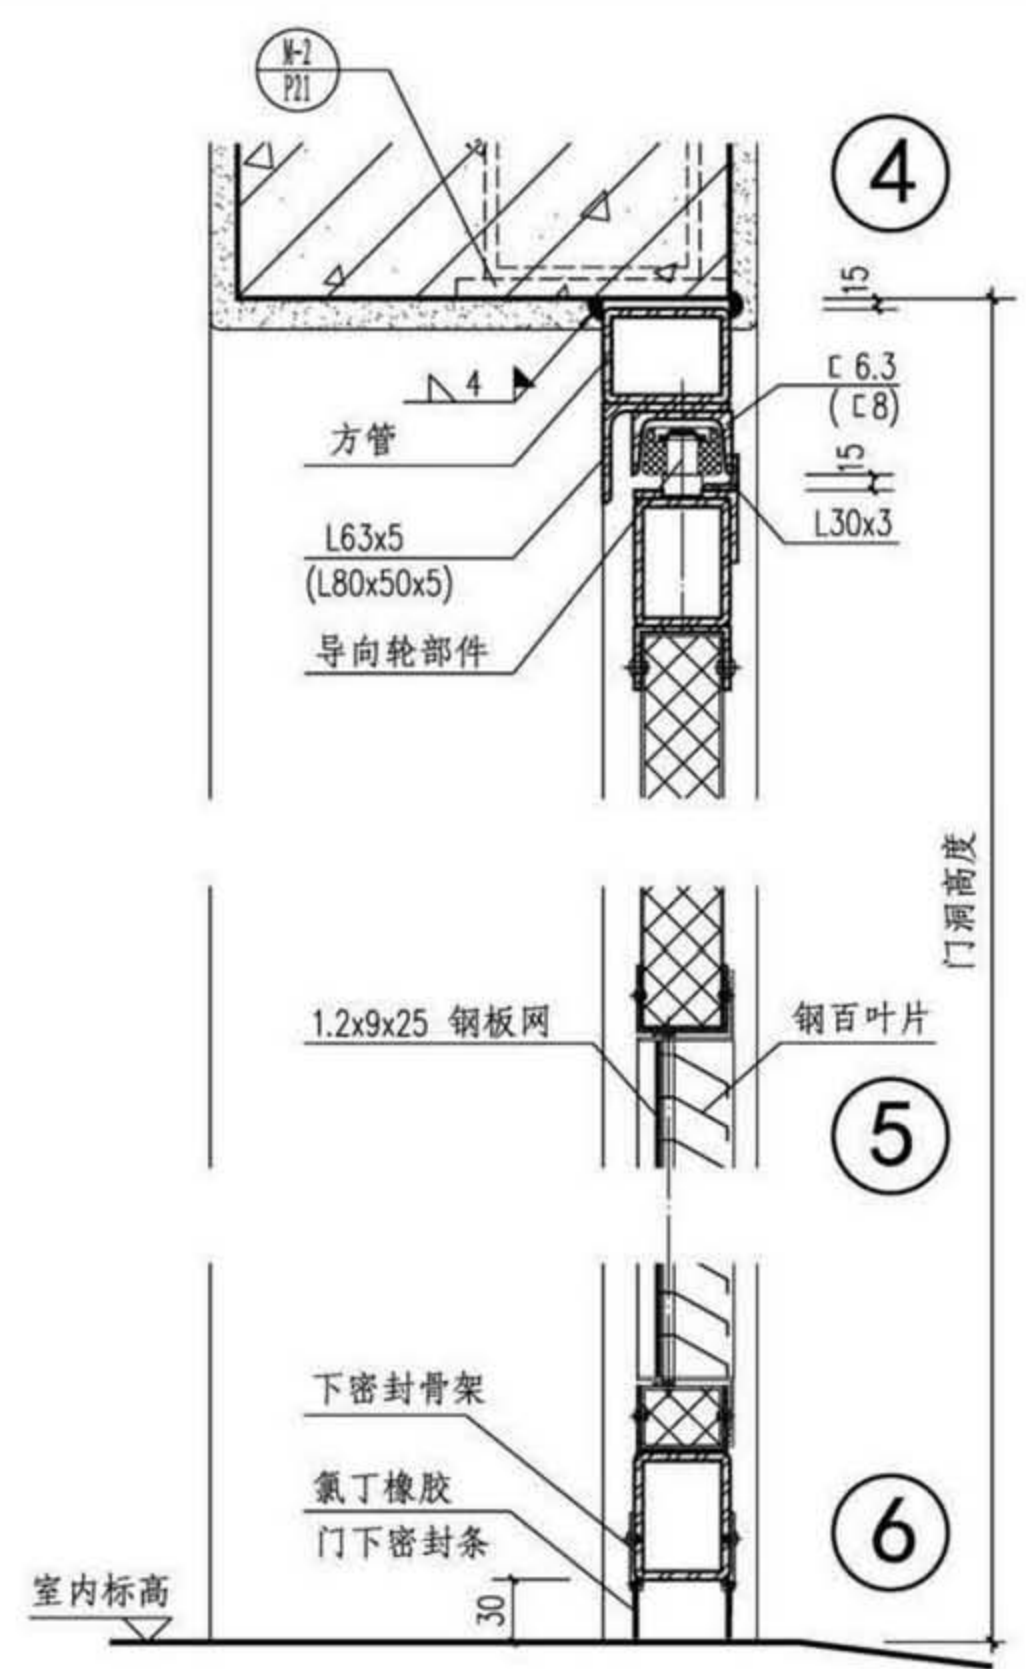 M-2
P21
4
15
4
⊏ 6.3
(⊏8)
方管
15
L63x5
(L80x50x5)
L30x3
导向轮部件
门洞高度
1.2x9x25 钢板网
钢百叶片
5
下密封骨架
氯丁橡胶
门下密封条
6
室内标高
30